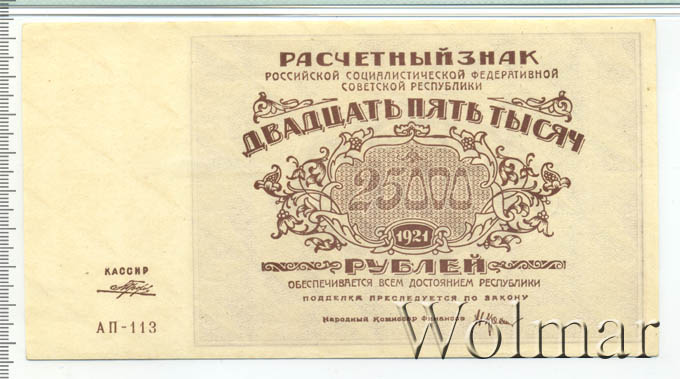 РАСЧЕТНЫЙ ЗНАК
РОССИЙСКОЙ СОЦИАЛИСТИЧЕСКОЙ ФЕДЕРАТИВНОЙ
СОВЕТСКОЙ РЕСПУБЛИКИ
ДВАДЦАТЬ ПЯТЬ ТЫСЯЧ
25000
1921
РУБЛЕЙ
ОБЕСПЕЧИВАЕТСЯ ВСЕМ ДОСТОЯНИЕМ РЕСПУБЛИКИ
ПОДДЕЛКА ПРЕСЛЕДУЕТСЯ ПО ЗАКОНУ
Народный Комиссар Финансов
КАССИР
АП-113
Wolmar